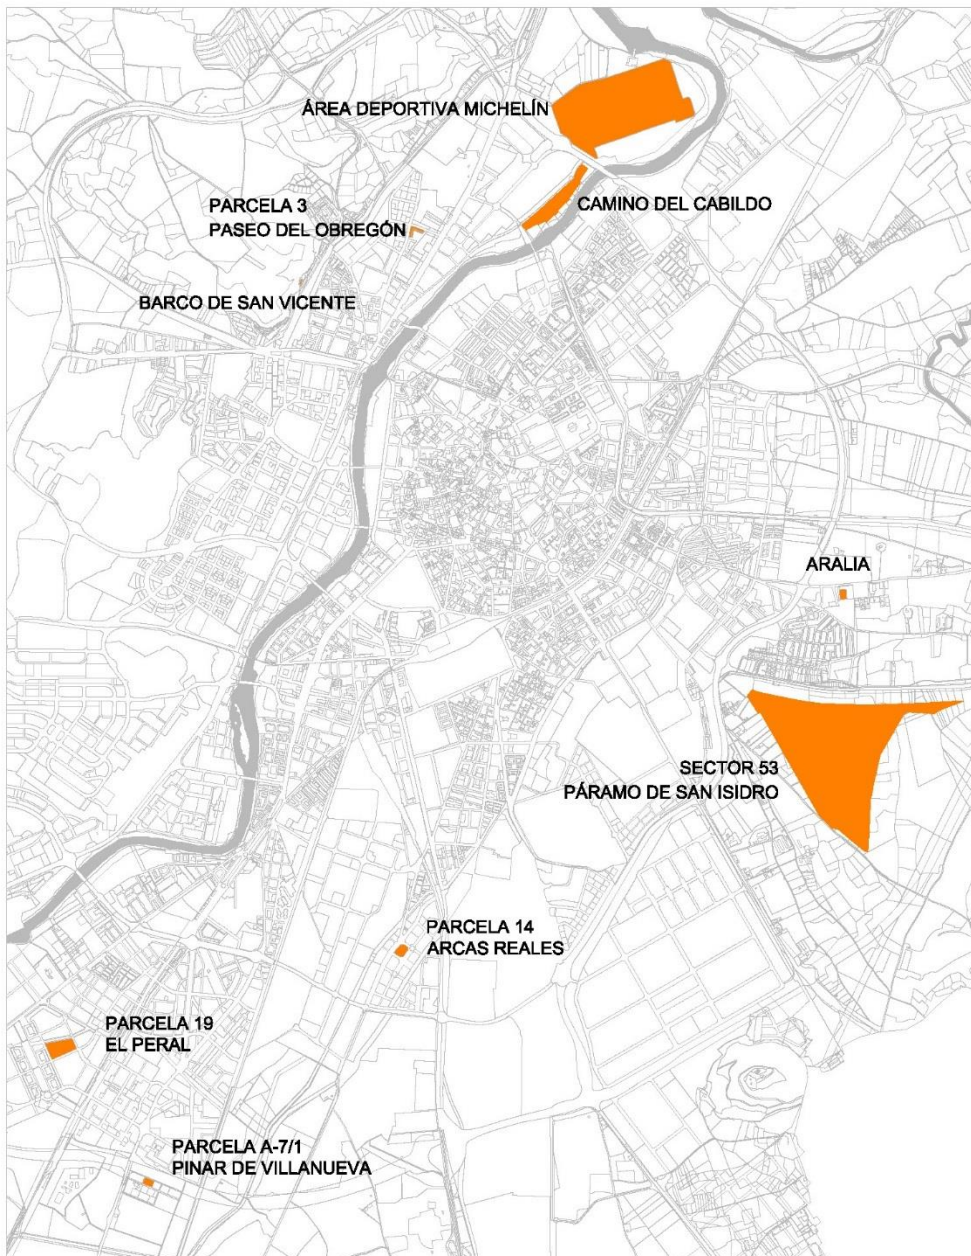 ÁREA DEPORTIVA MICHELÍN
CAMINO DEL CABILDO
PARCELA 3
PASEO DEL OBREGÓN
BARCO DE SAN VICENTE
ARALIA
SECTOR 53
PÁRAMO DE SAN ISIDRO
PARCELA 14
ARCAS REALES
PARCELA 19
EL PERAL
PARCELA A-7/1
PINAR DE VILLANUEVA